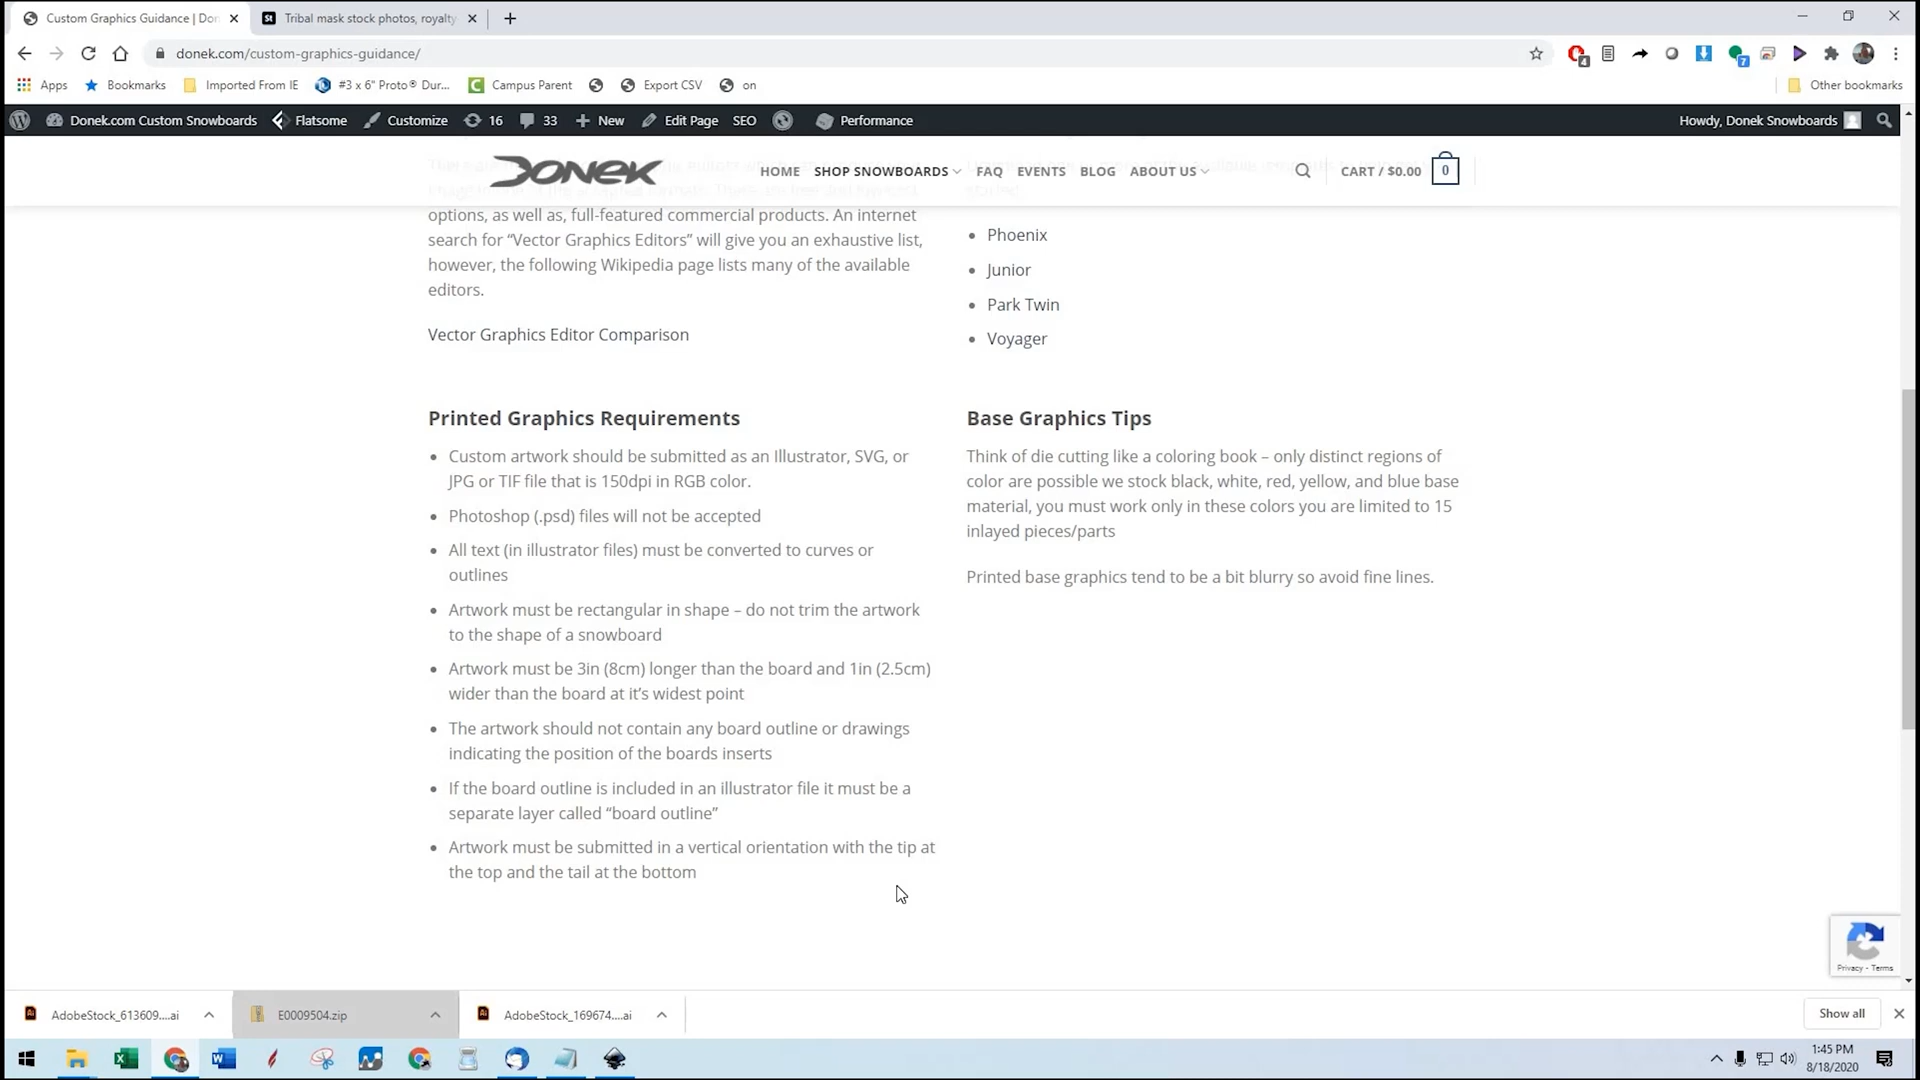 Custom Graphics Guidance | Don
Tribal mask stock photos, royalty
donek.com/custom-graphics-guidance/
4
7
Apps
Bookmarks
Imported From IE
#3 x 6" Proto® Dur...
Campus Parent
Export CSV
on
Other bookmarks
Donek.com Custom Snowboards
Flatsome
Customize
16
33
New
Edit Page
SEO
Performance
Howdy, Donek Snowboards
DONEK
HOME
SHOP SNOWBOARDS
FAQ
EVENTS
BLOG
ABOUT US
CART / $0.00
0
options, as well as, full-featured commercial products. An internet
search for “Vector Graphics Editors” will give you an exhaustive list,
however, the following Wikipedia page lists many of the available
editors.
Vector Graphics Editor Comparison
Phoenix
Junior
Park Twin
Voyager
Printed Graphics Requirements
Custom artwork should be submitted as an Illustrator, SVG, or
JPG or TIF file that is 150dpi in RGB color.
Photoshop (.psd) files will not be accepted
All text (in illustrator files) must be converted to curves or
outlines
Artwork must be rectangular in shape – do not trim the artwork
to the shape of a snowboard
Artwork must be 3in (8cm) longer than the board and 1in (2.5cm)
wider than the board at it’s widest point
The artwork should not contain any board outline or drawings
indicating the position of the boards inserts
If the board outline is included in an illustrator file it must be a
separate layer called “board outline”
Artwork must be submitted in a vertical orientation with the tip at
the top and the tail at the bottom
Base Graphics Tips
Think of die cutting like a coloring book – only distinct regions of
color are possible we stock black, white, red, yellow, and blue base
material, you must work only in these colors you are limited to 15
inlayed pieces/parts
Printed base graphics tend to be a bit blurry so avoid fine lines.
Privacy - Terms
AdobeStock_613609....ai
E0009504.zip
AdobeStock_169674....ai
Show all
1:45 PM
8/18/2020